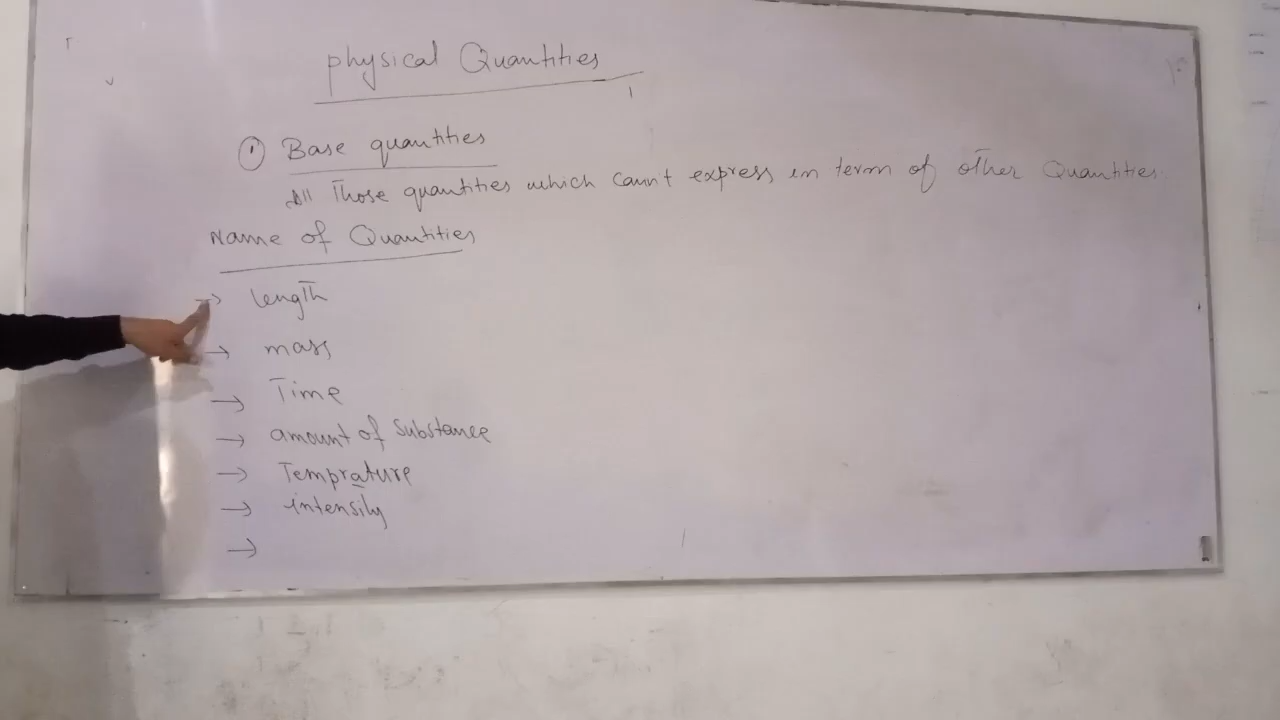 physical Quantities
① Base quantities
All Those quantities which can't express in term of other Quantities.
Name of Quantities
→ length
→ mass
→ Time
→ amount of substance
→ Temprature
→ intensity
→